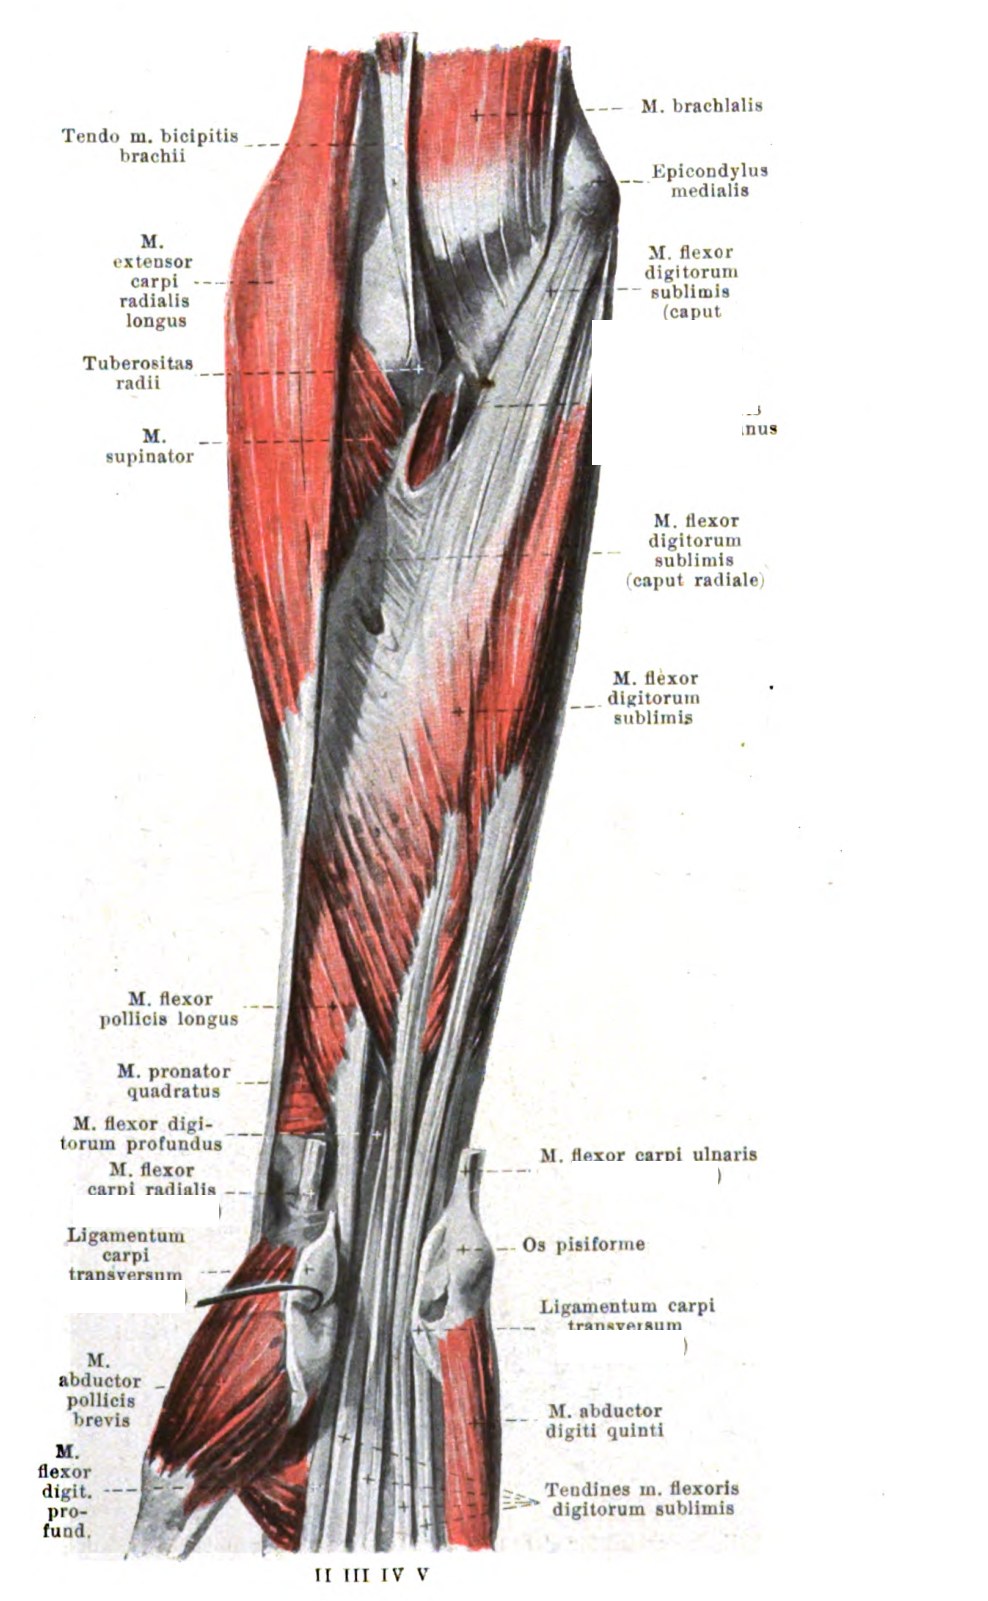 Tendo m. bicipitis
brachii
M.
extensor
carpi
radialis
longus
Tuberositas
radii
M.
supinator
M. flexor
pollicis longus
M. pronator
quadratus
M. flexor digi-
torum profundus
M. flexor
carpi radialis
)
Ligamentum
carpi
transversum
)
M.
abductor
pollicis
brevis
M.
flexor
digit.
pro-
fund.
M. brachlalis
Epicondylus
medialis
M. flexor
digitorum
sublimis
(caput
nus
M. flexor
digitorum
sublimis
(caput radiale)
M. flexor
digitorum
sublimis
M. flexor carpi ulnaris
)
Os pisiforme
Ligamentum carpi
transversum
)
M. abductor
digiti quinti
Tendines m. flexoris
digitorum sublimis
II III IV V